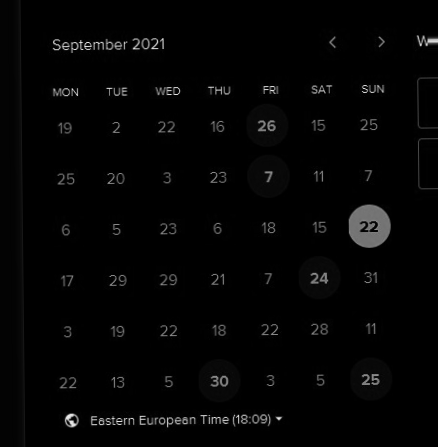 September 2021
MON TUE WED THU FRI SAT SUN
19 2 22 16 26 15 25
25 20 3 23 7 11 7
6 5 23 6 18 15 22
17 29 29 21 7 24 31
3 19 22 18 22 28 11
22 13 5 30 3 5 25
Eastern European Time (18:09)